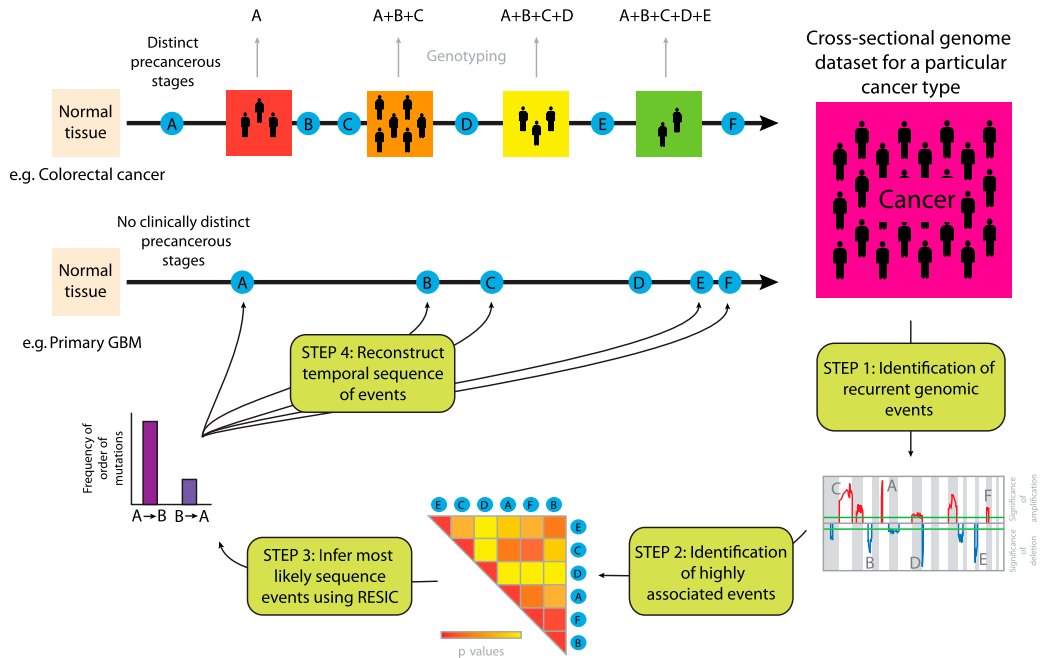 A
A+B+C
A+B+C+D
A+B+C+D+E
Distinct
precancerous
stages
Genotyping
Cross-sectional genome
dataset for a particular
cancer type
Normal
tissue
A
B
C
D
E
F
e.g. Colorectal cancer
Cancer
No clinically distinct
precancerous
stages
Normal
tissue
A
B
C
D
E
F
e.g. Primary GBM
STEP 4: Reconstruct
temporal sequence
of events
STEP 1: Identification of
recurrent genomic
events
Frequency of
order of
mutations
A→B
B→A
E
C
D
A
F
B
E
C
D
A
F
B
p values
STEP 3: Infer most
likely sequence
events using RESIC
STEP 2: Identification
of highly
associated events
C
A
F
B
D
E
Significance
of
amplification
Significance
of
deletion